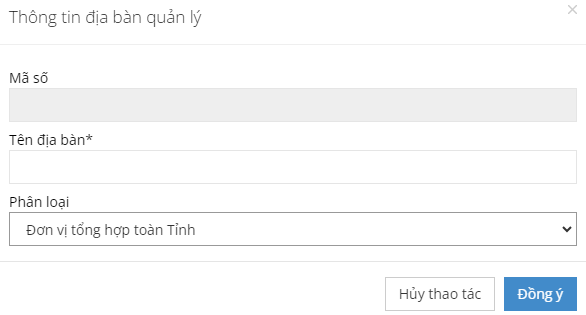 Thông tin địa bàn quản lý
×
Mã số
Tên địa bàn*
Phân loại
Đơn vị tổng hợp toàn Tỉnh
Hủy thao tác
Đồng ý